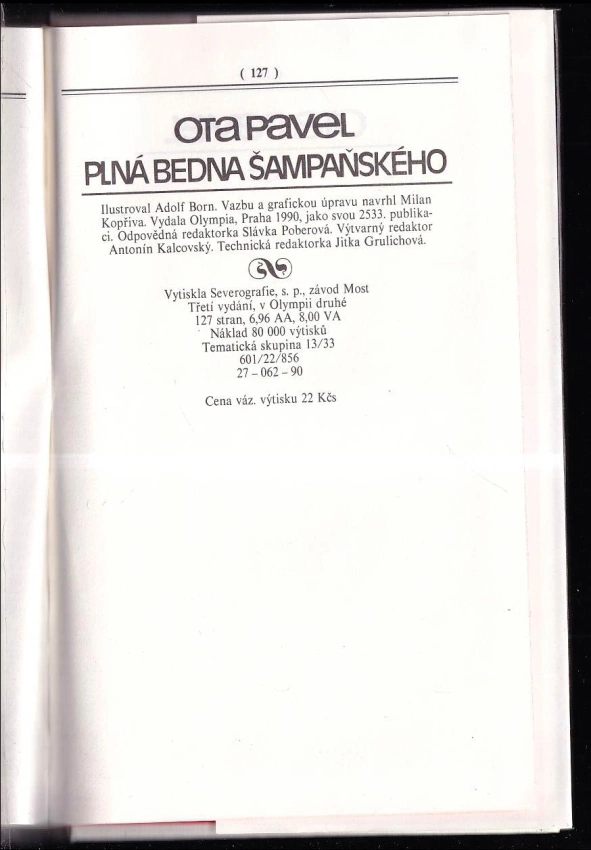 ( 127 )
Ota Pavel
PLNÁ BEDNA ŠAMPAŇSKÉHO
Ilustroval Adolf Born. Vazbu a grafickou úpravu navrhl Milan
Kopřiva. Vydala Olympia, Praha 1990, jako svou 2533. publika-
ci. Odpovědná redaktorka Slávka Poberová. Výtvarný redaktor
Antonín Kalcovský. Technická redaktorka Jitka Grulichová.
Vytiskla Severografie, s. p., závod Most
Třetí vydání, v Olympii druhé
127 stran, 6,96 AA, 8,00 VA
Náklad 80 000 výtisků
Tematická skupina 13/33
601/22/856
27 – 062 – 90
Cena váz. výtisku 22 Kčs